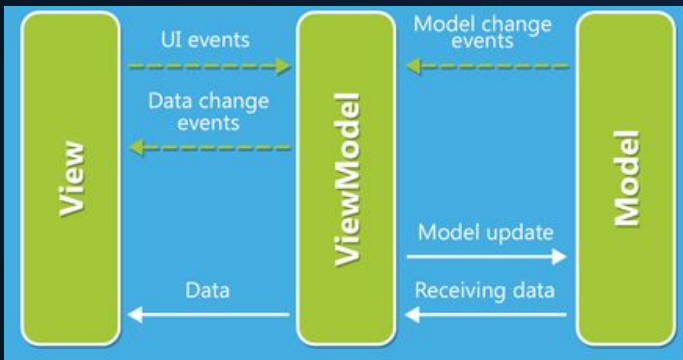 UI events
Model change
events
Data change
events
View
ViewModel
Model
Model update
Data
Receiving data